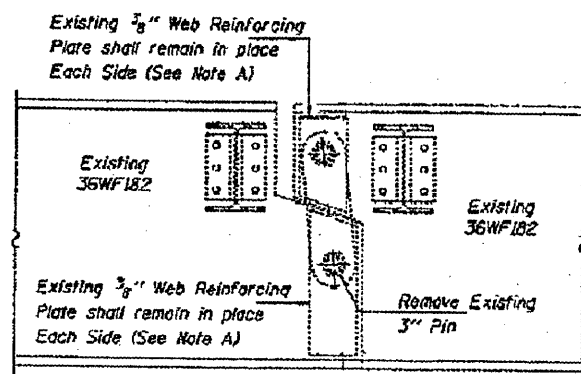 Existing 3/8" Web Reinforcing
Plate shall remain in place
Each Side (See Note A)
Existing
36WF182
Existing
36WF182
Existing 3/8" Web Reinforcing
Plate shall remain in place
Each Side (See Note A)
Remove Existing
3" Pin